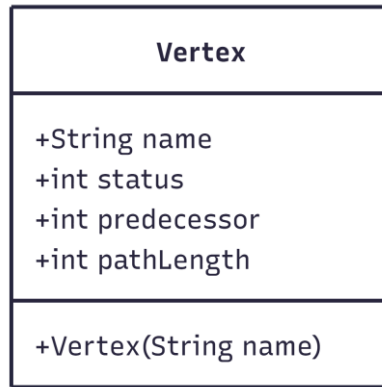 Vertex
+String name
+int status
+int predecessor
+int pathLength
+Vertex(String name)